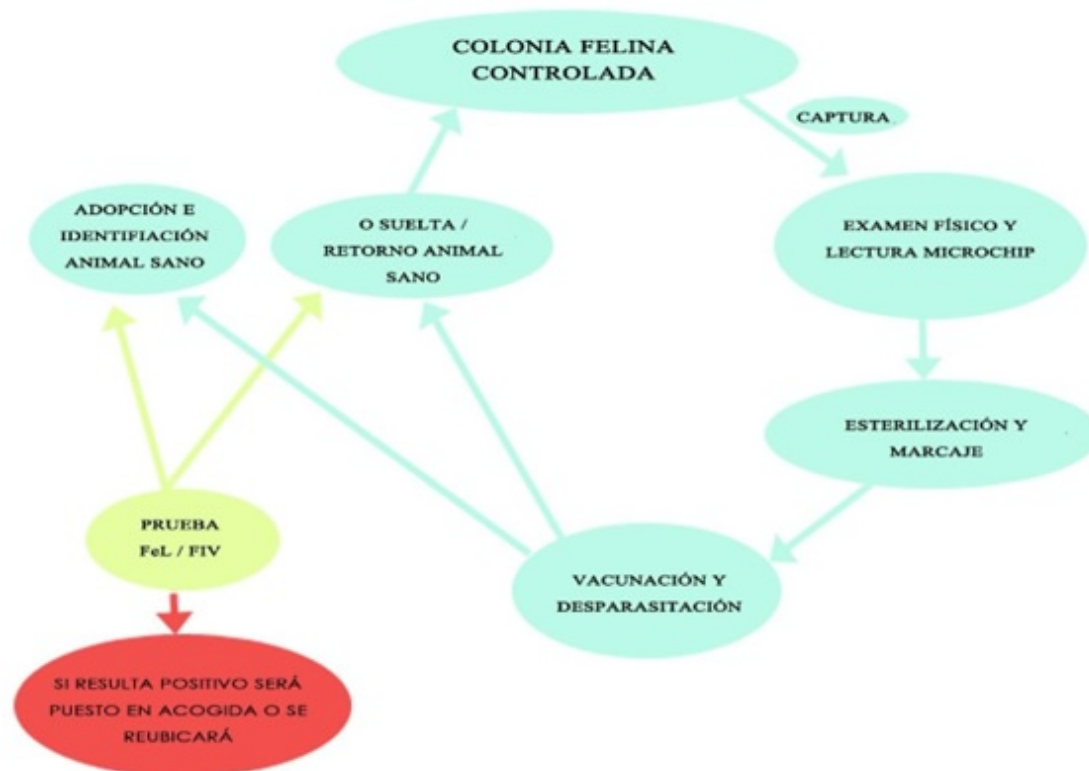 COLONIA FELINA
CONTROLADA
CAPTURA
ADOPCIÓN E
IDENTIFIACIÓN
ANIMAL SANO
O SUELTA /
RETORNO ANIMAL
SANO
EXAMEN FÍSICO Y
LECTURA MICROCHIP
ESTERILIZACIÓN Y
MARCAJE
PRUEBA
FeL / FIV
VACUNACIÓN Y
DESPARASITACIÓN
SI RESULTA POSITIVO SERÁ
PUESTO EN ACOGIDA O SE
REUBICARÁ